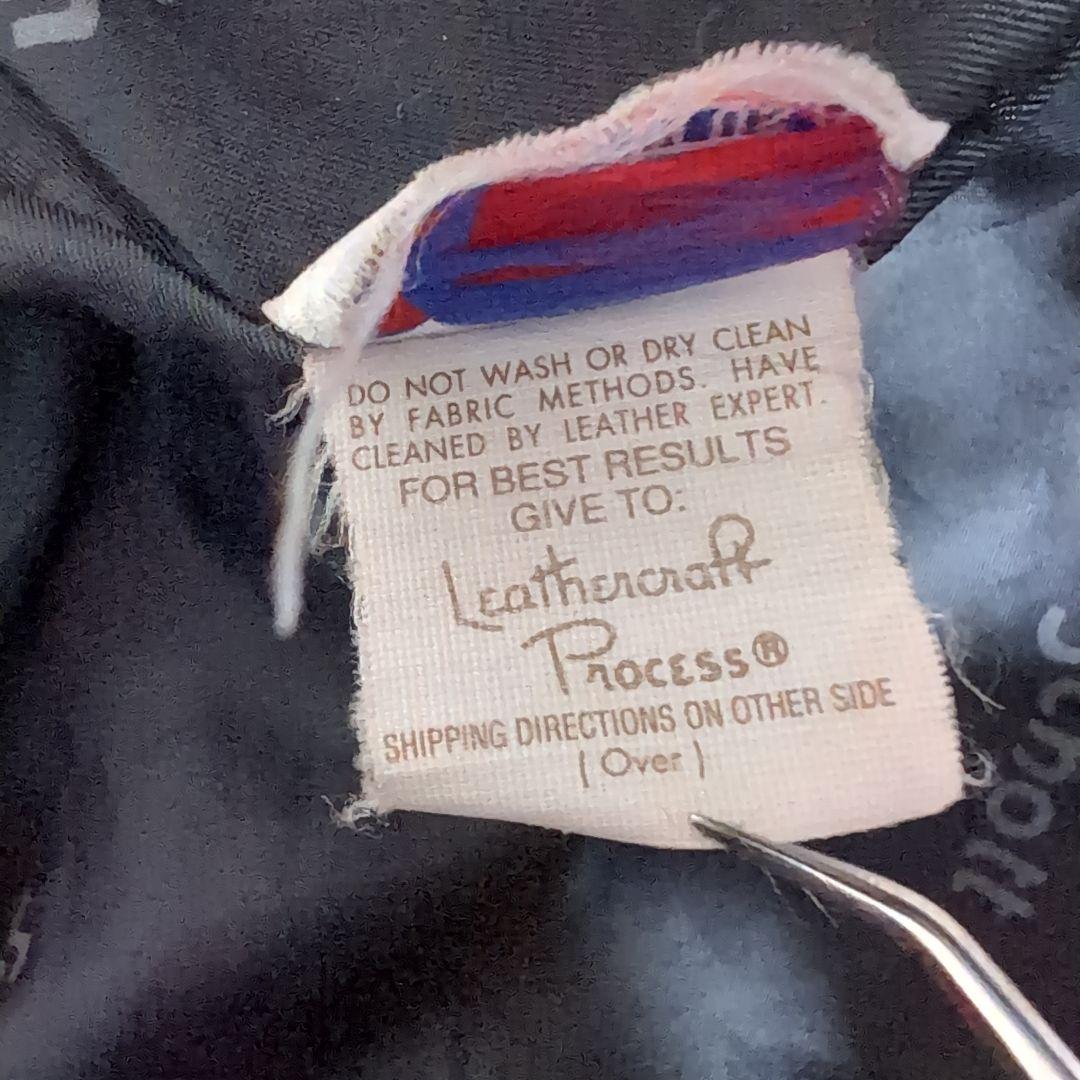 DO NOT WASH OR DRY CLEAN
BY FABRIC METHODS. HAVE
CLEANED BY LEATHER EXPERT.
FOR BEST RESULTS
GIVE TO:
Leathercraft
Process®
SHIPPING DIRECTIONS ON OTHER SIDE
(Over)